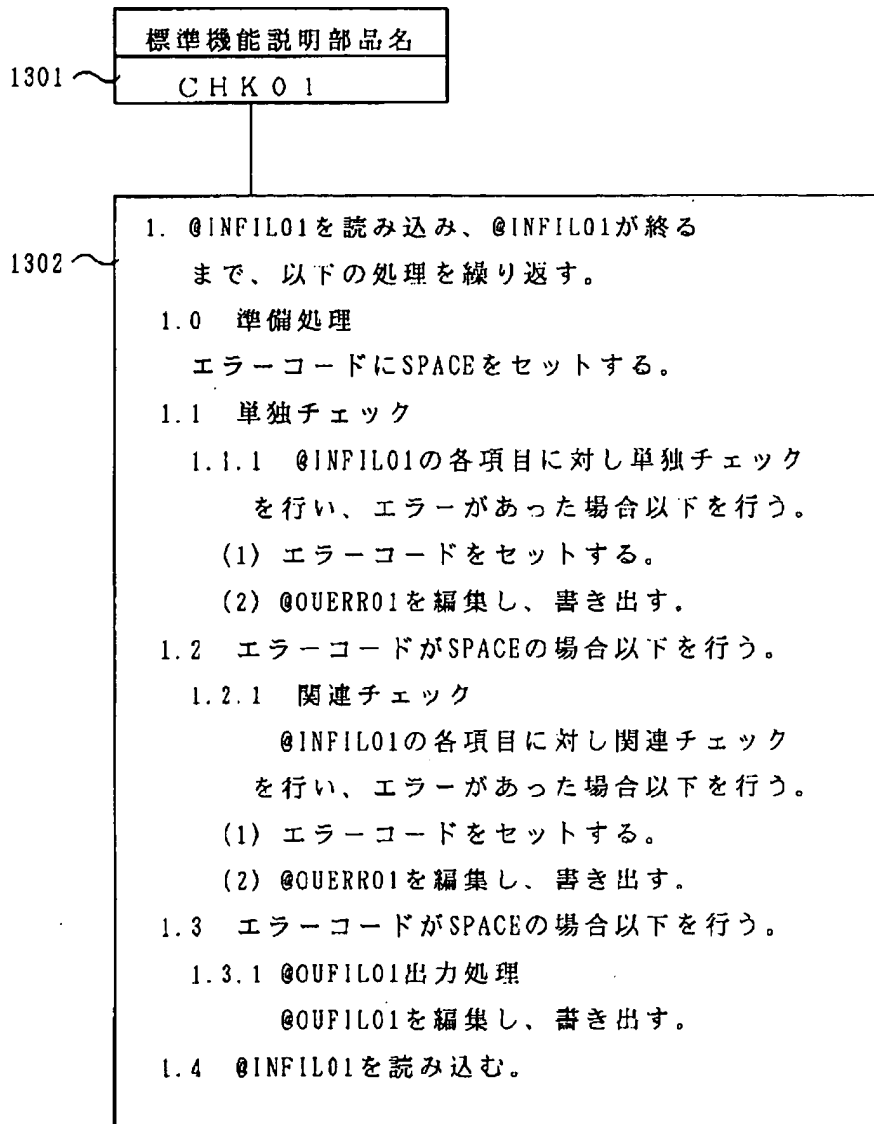 標準機能説明部品名
1301
CHK01
1302
1. @INFIL01を読み込み、@INFIL01が終る
まで、以下の処理を繰り返す。
1.0 準備処理
エラーコードにSPACEをセットする。
1.1 単独チェック
1.1.1 @INFIL01の各項目に対し単独チェック
を行い、エラーがあった場合以下を行う。
(1) エラーコードをセットする。
(2) @OUERR01を編集し、書き出す。
1.2 エラーコードがSPACEの場合以下を行う。
1.2.1 関連チェック
@INFIL01の各項目に対し関連チェック
を行い、エラーがあった場合以下を行う。
(1) エラーコードをセットする。
(2) @OUERR01を編集し、書き出す。
1.3 エラーコードがSPACEの場合以下を行う。
1.3.1 @OUFIL01出力処理
@OUFIL01を編集し、書き出す。
1.4 @INFIL01を読み込む。